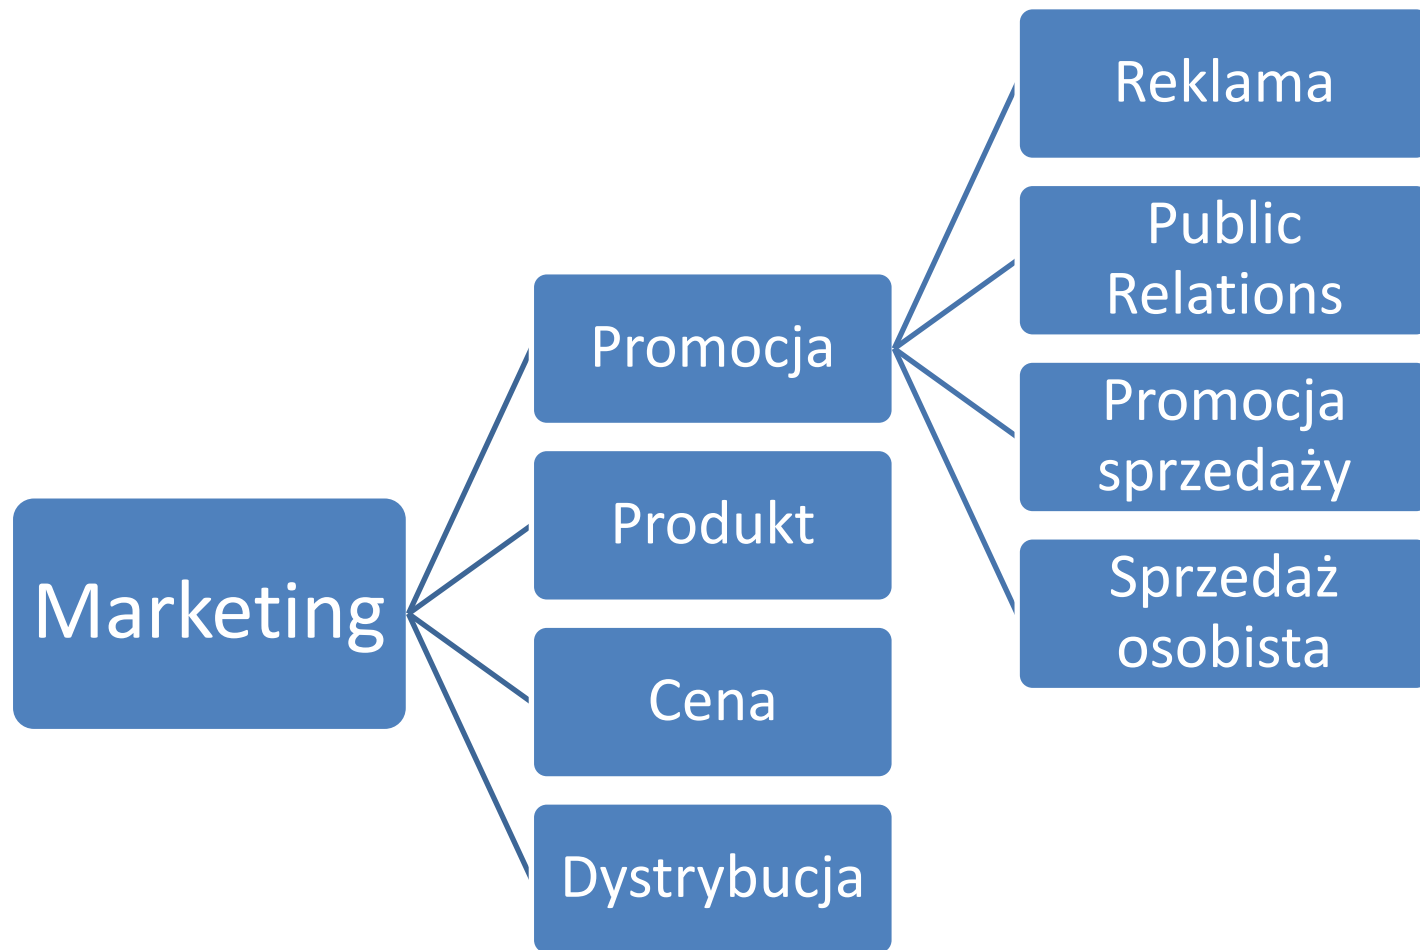 Marketing
Promocja
Produkt
Cena
Dystrybucja
Reklama
Public
Relations
Promocja
sprzedaży
Sprzedaż
osobista